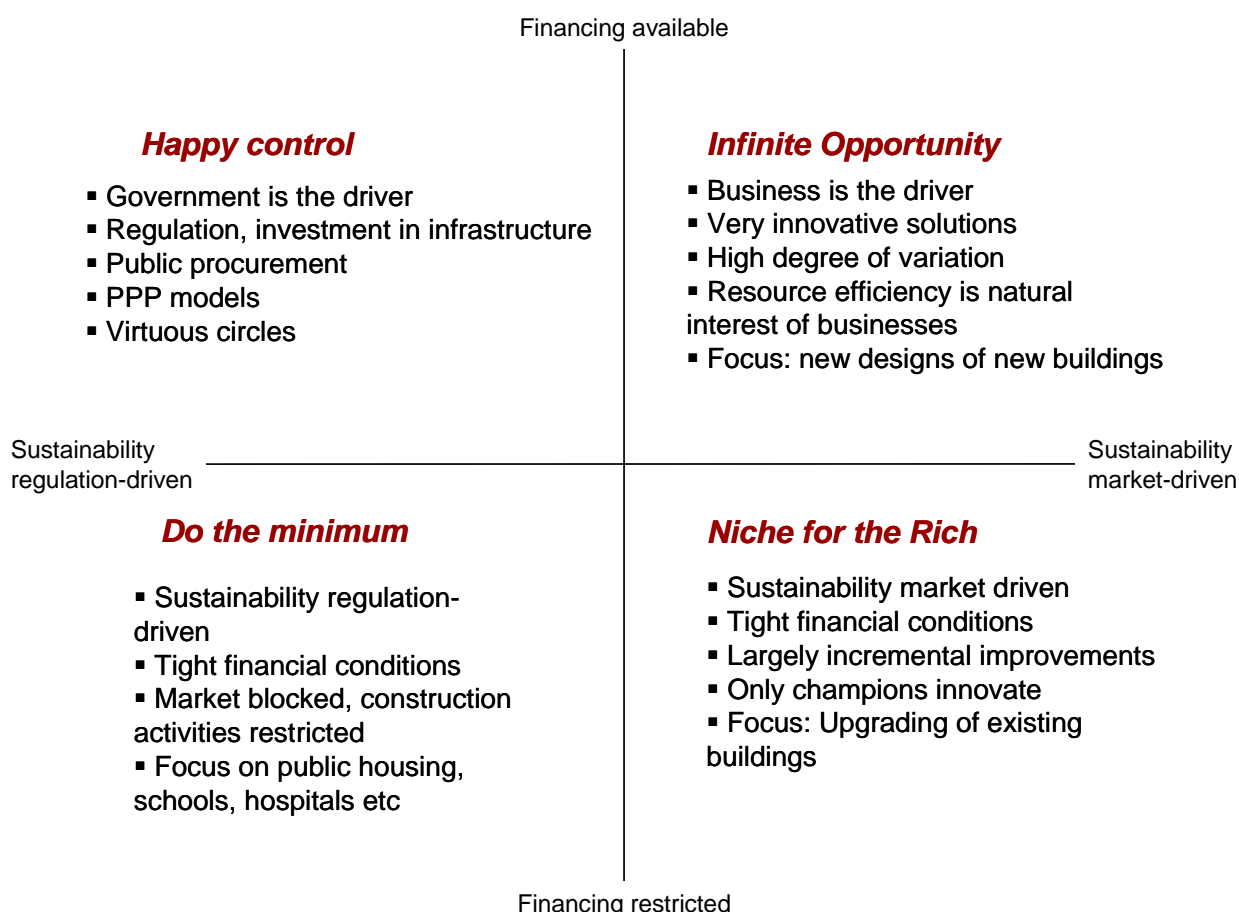 Financing available
Happy control
▪ Government is the driver
▪ Regulation, investment in infrastructure
▪ Public procurement
▪ PPP models
▪ Virtuous circles
Infinite Opportunity
▪ Business is the driver
▪ Very innovative solutions
▪ High degree of variation
▪ Resource efficiency is natural
interest of businesses
▪ Focus: new designs of new buildings
Sustainability
regulation-driven
Sustainability
market-driven
Do the minimum
▪ Sustainability regulation-
driven
▪ Tight financial conditions
▪ Market blocked, construction
activities restricted
▪ Focus on public housing,
schools, hospitals etc
Niche for the Rich
▪ Sustainability market driven
▪ Tight financial conditions
▪ Largely incremental improvements
▪ Only champions innovate
▪ Focus: Upgrading of existing
buildings
Financing restricted